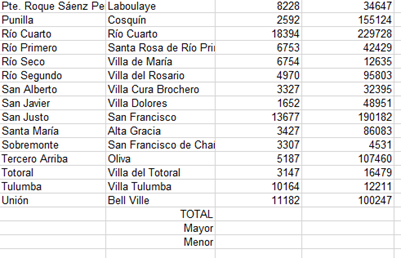 Pte. Roque Sáenz Pe Laboulaye 8228 34647
Punilla Cosquín 2592 155124
Río Cuarto Río Cuarto 18394 229728
Río Primero Santa Rosa de Río Pri 6753 42429
Río Seco Villa de María 6754 12635
Río Segundo Villa del Rosario 4970 95803
San Alberto Villa Cura Brochero 3327 32395
San Javier Villa Dolores 1652 48951
San Justo San Francisco 13677 190182
Santa María Alta Gracia 3427 86083
Sobremonte San Francisco de Chañ 3307 4531
Tercero Arriba Oliva 5187 107460
Totoral Villa del Totoral 3147 16479
Tulumba Villa Tulumba 10164 12211
Unión Bell Ville 11182 100247
TOTAL
Mayor
Menor